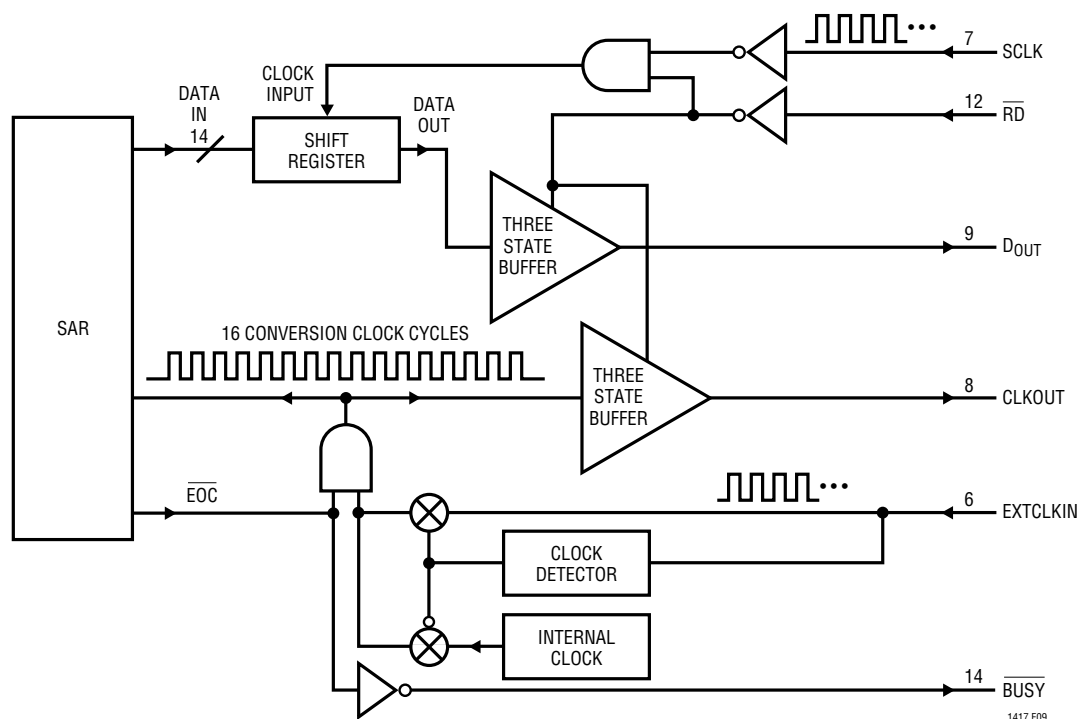 7
SCLK
12
RD
CLOCK
INPUT
DATA
IN
14
DATA
OUT
SHIFT
REGISTER
THREE
STATE
BUFFER
9
DOUT
SAR
16 CONVERSION CLOCK CYCLES
THREE
STATE
BUFFER
8
CLKOUT
EOC
6
EXTCLKIN
CLOCK
DETECTOR
INTERNAL
CLOCK
14
BUSY
1417 F09